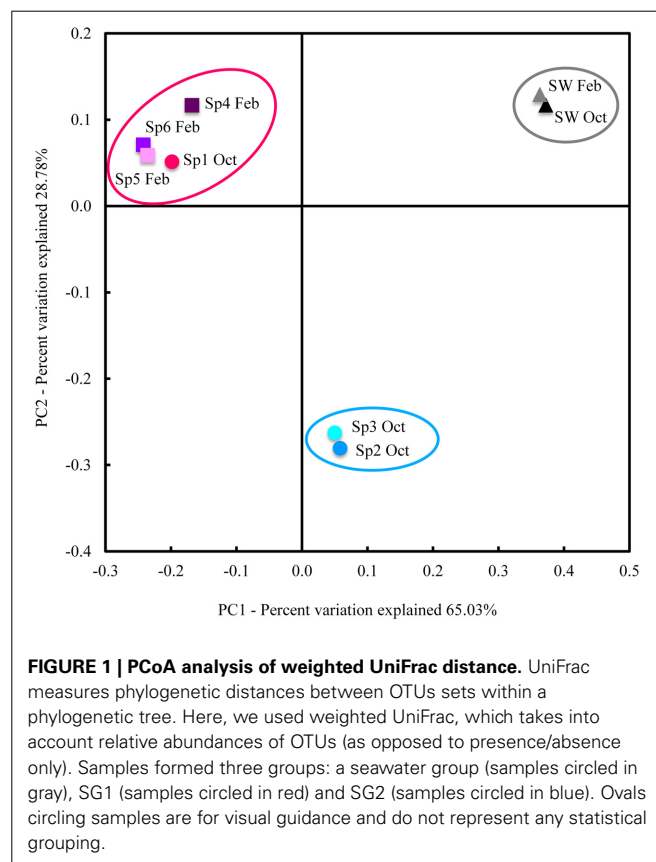 0.2
0.1
0.0
-0.1
-0.2
-0.3
-0.4
PC2 - Percent variation explained 28.78%
SW Feb
SW Oct
Sp4 Feb
Sp6 Feb
Sp1 Oct
Sp5 Feb
Sp3 Oct
Sp2 Oct
-0.3 -0.2 -0.1 0.0 0.1 0.2 0.3 0.4 0.5
PC1 - Percent variation explained 65.03%
FIGURE 1 | PCoA analysis of weighted UniFrac distance. UniFrac
measures phylogenetic distances between OTUs sets within a
phylogenetic tree. Here, we used weighted UniFrac, which takes into
account relative abundances of OTUs (as opposed to presence/absence
only). Samples formed three groups: a seawater group (samples circled in
gray), SG1 (samples circled in red) and SG2 (samples circled in blue). Ovals
circling samples are for visual guidance and do not represent any statistical
grouping.